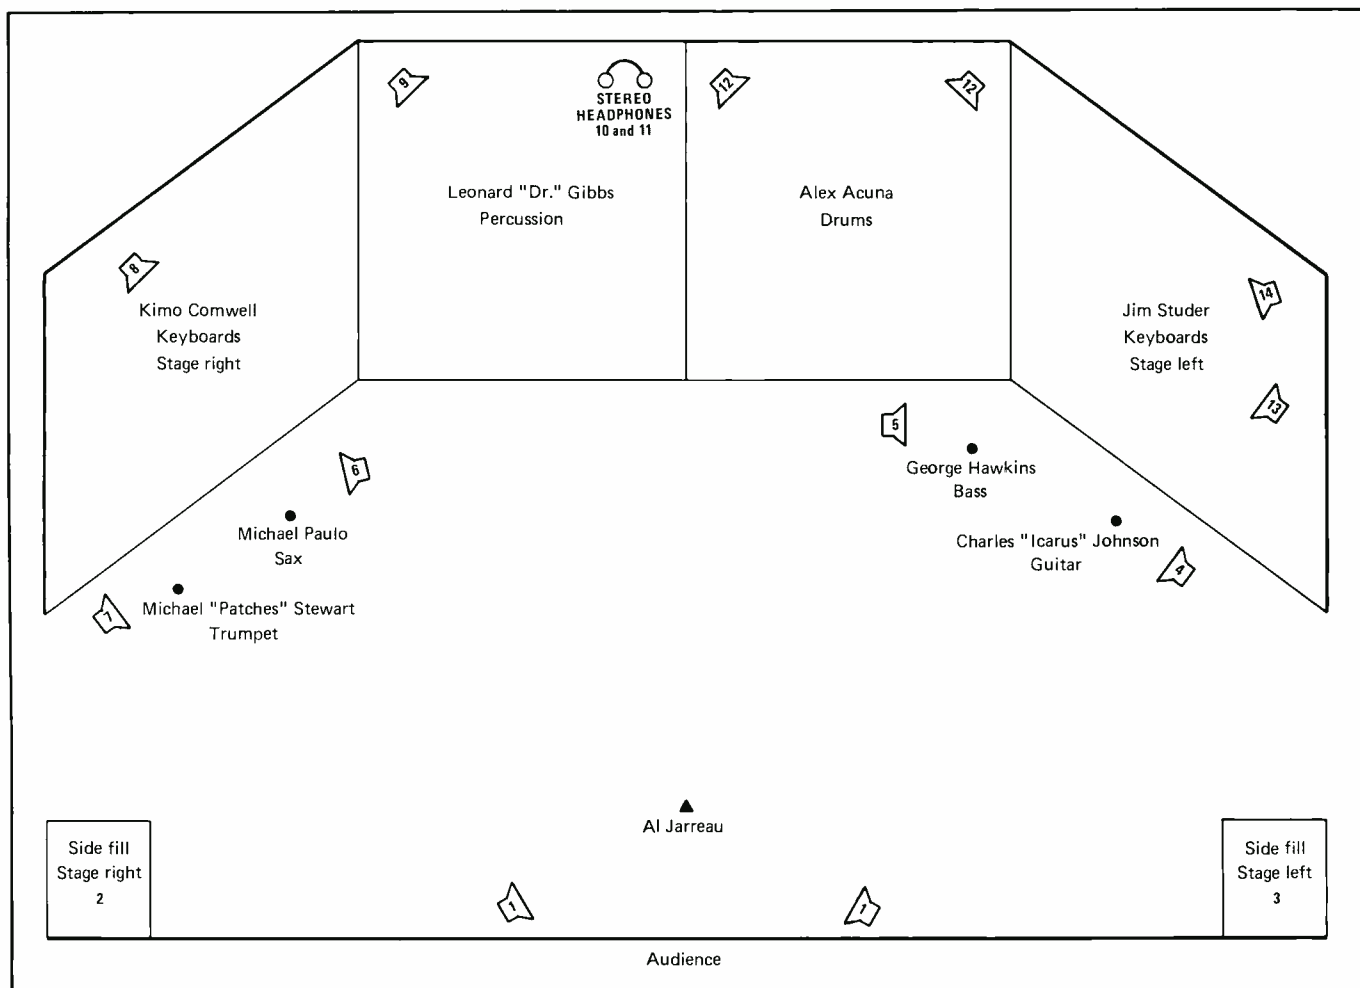 9
STEREO
HEADPHONES
10 and 11
12
12
Leonard "Dr." Gibbs
Percussion
Alex Acuna
Drums
8
Kimo Comwell
Keyboards
Stage right
14
Jim Studer
Keyboards
Stage left
13
5
George Hawkins
Bass
6
Michael Paulo
Sax
Charles "Icarus" Johnson
Guitar
4
7
Michael "Patches" Stewart
Trumpet
Al Jarreau
Side fill
Stage right
2
Side fill
Stage left
3
1
1
Audience